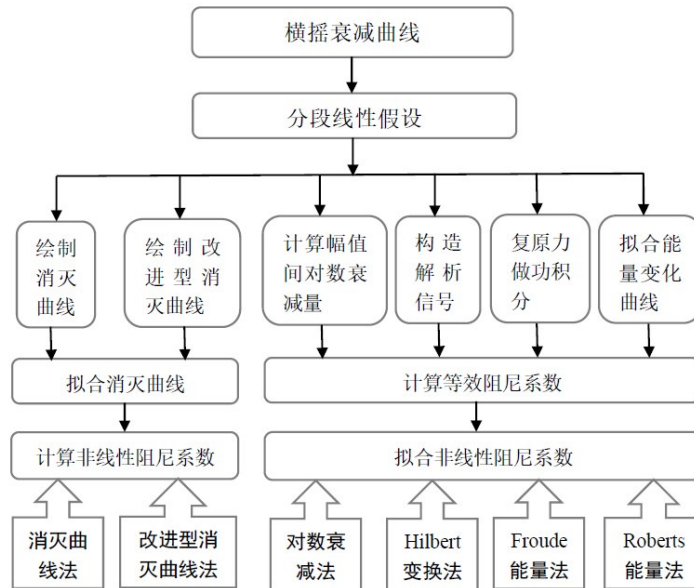 横摇衰减曲线
分段线性假设
绘制
消灭
曲线
绘制改
进型消
灭曲线
计算幅值
间对数衰
减量
构造
解析
信号
复原力
做功积
分
拟合能
量变化
曲线
拟合消灭曲线
计算等效阻尼系数
计算非线性阻尼系数
拟合非线性阻尼系数
消灭曲
线法
改进型消
灭曲线法
对数衰
减法
Hilbert
变换法
Froude
能量法
Roberts
能量法